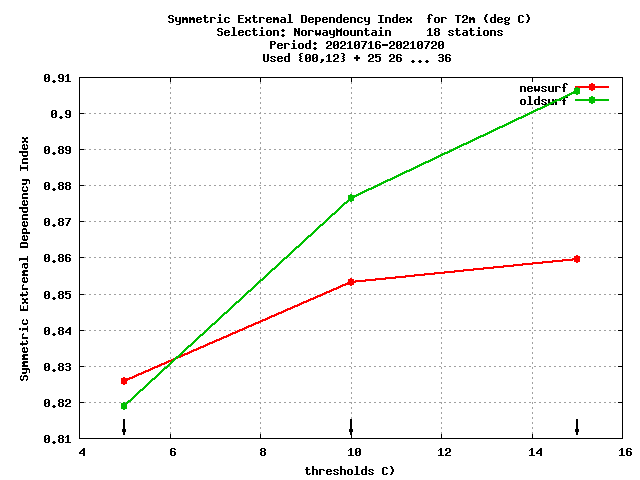 Symmetric Extremal Dependency Index  for T2m (deg C)
Selection: NorwayMountain     18 stations
Period: 20210716-20210720
Used {00,12} + 25 26 ... 36
Symmetric Extremal Dependency Index
0.91
0.9
0.89
0.88
0.87
0.86
0.85
0.84
0.83
0.82
0.81
newsurf
oldsurf
4 6 8 10 12 14 16
thresholds C)